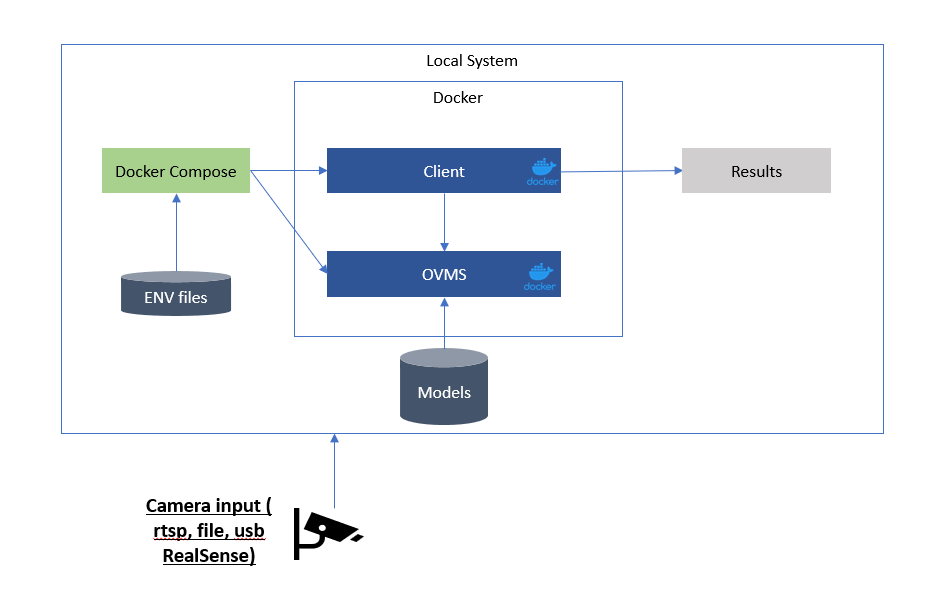 Local System
Docker
Docker Compose
Client
docker
Results
OVMS
docker
ENV files
Models
Camera input (
rtsp, file, usb
RealSense)